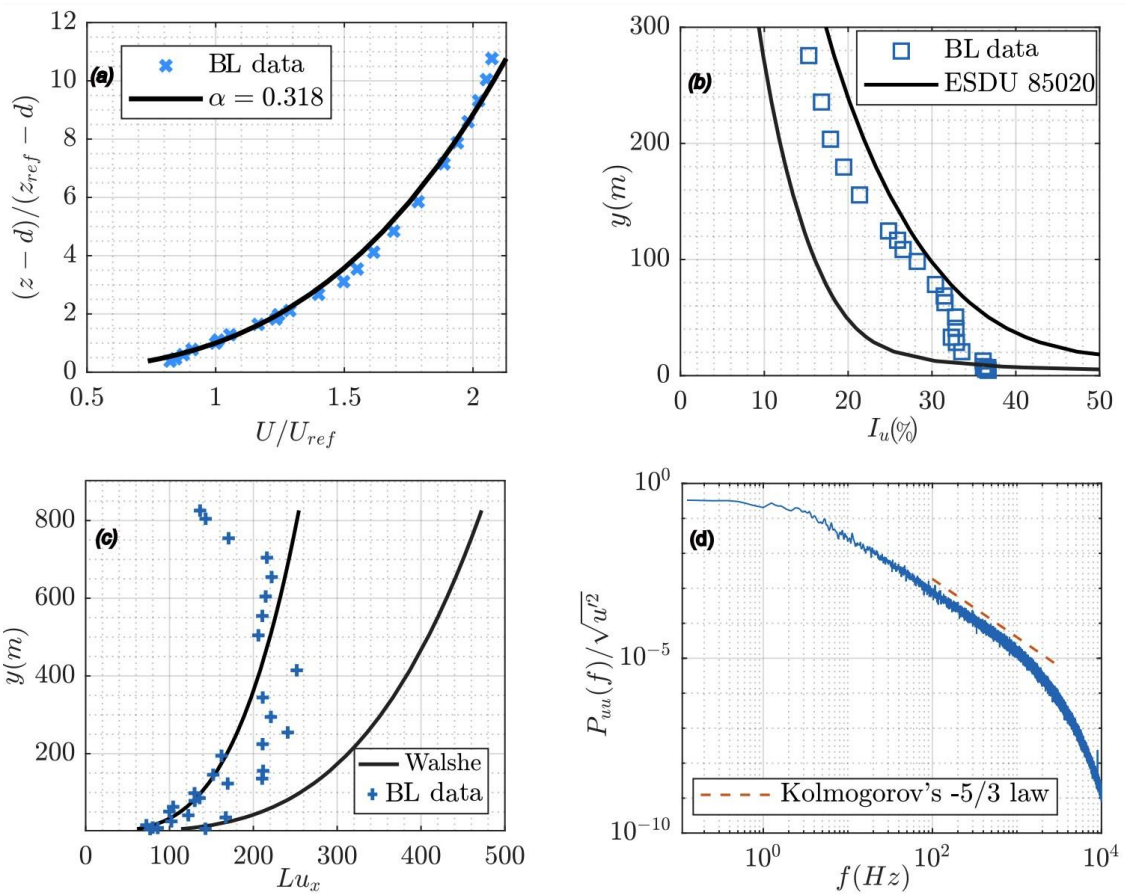 12
10
8
6
4
2
0
(z − d)/(z_ref − d)
(a)
BL data
α = 0.318
0.5 1 1.5 2
U/U_ref
300
200
100
0
y(m)
(b)
BL data
ESDU 85020
0 10 20 30 40 50
I_u(%)
800
600
400
200
0
y(m)
(c)
Walshe
BL data
0 100 200 300 400 500
Lu_x
10^0
10^-5
10^-10
P_uu(f)/√u'^2
(d)
Kolmogorov's -5/3 law
10^0 10^2 10^4
f(Hz)